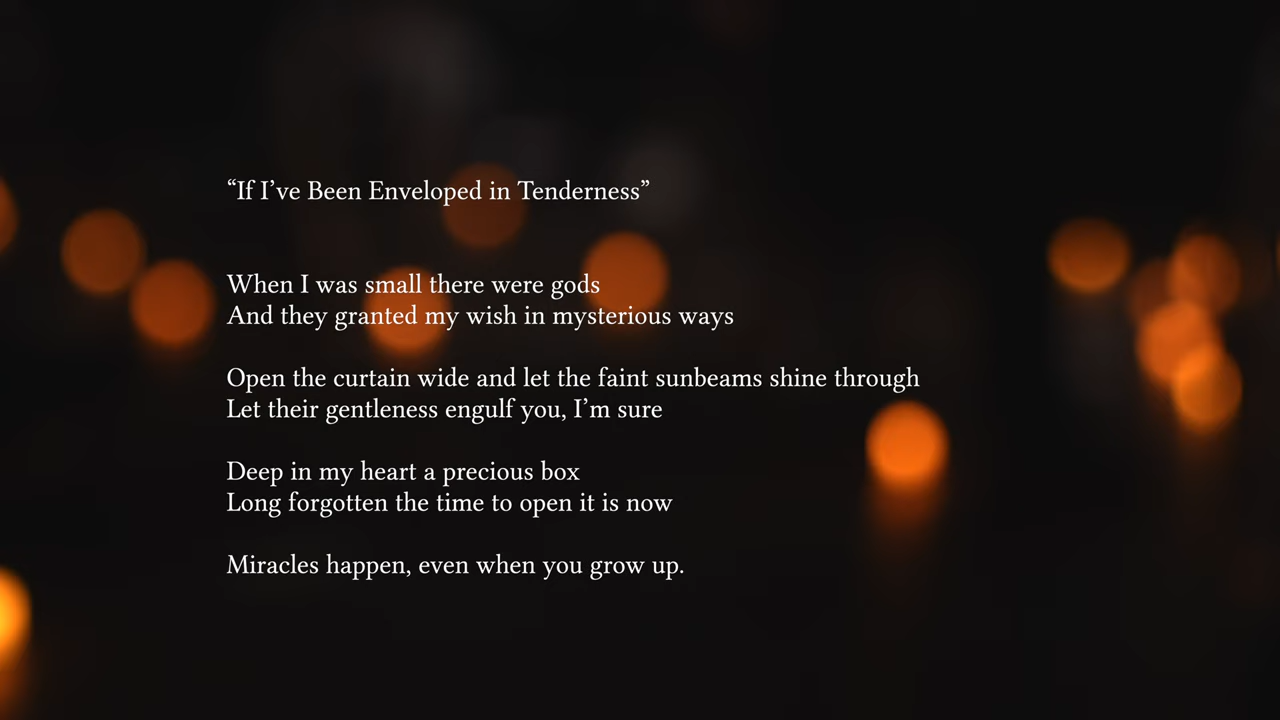 “If I’ve Been Enveloped in Tenderness”
When I was small there were gods
And they granted my wish in mysterious ways
Open the curtain wide and let the faint sunbeams shine through
Let their gentleness engulf you, I’m sure
Deep in my heart a precious box
Long forgotten the time to open it is now
Miracles happen, even when you grow up.